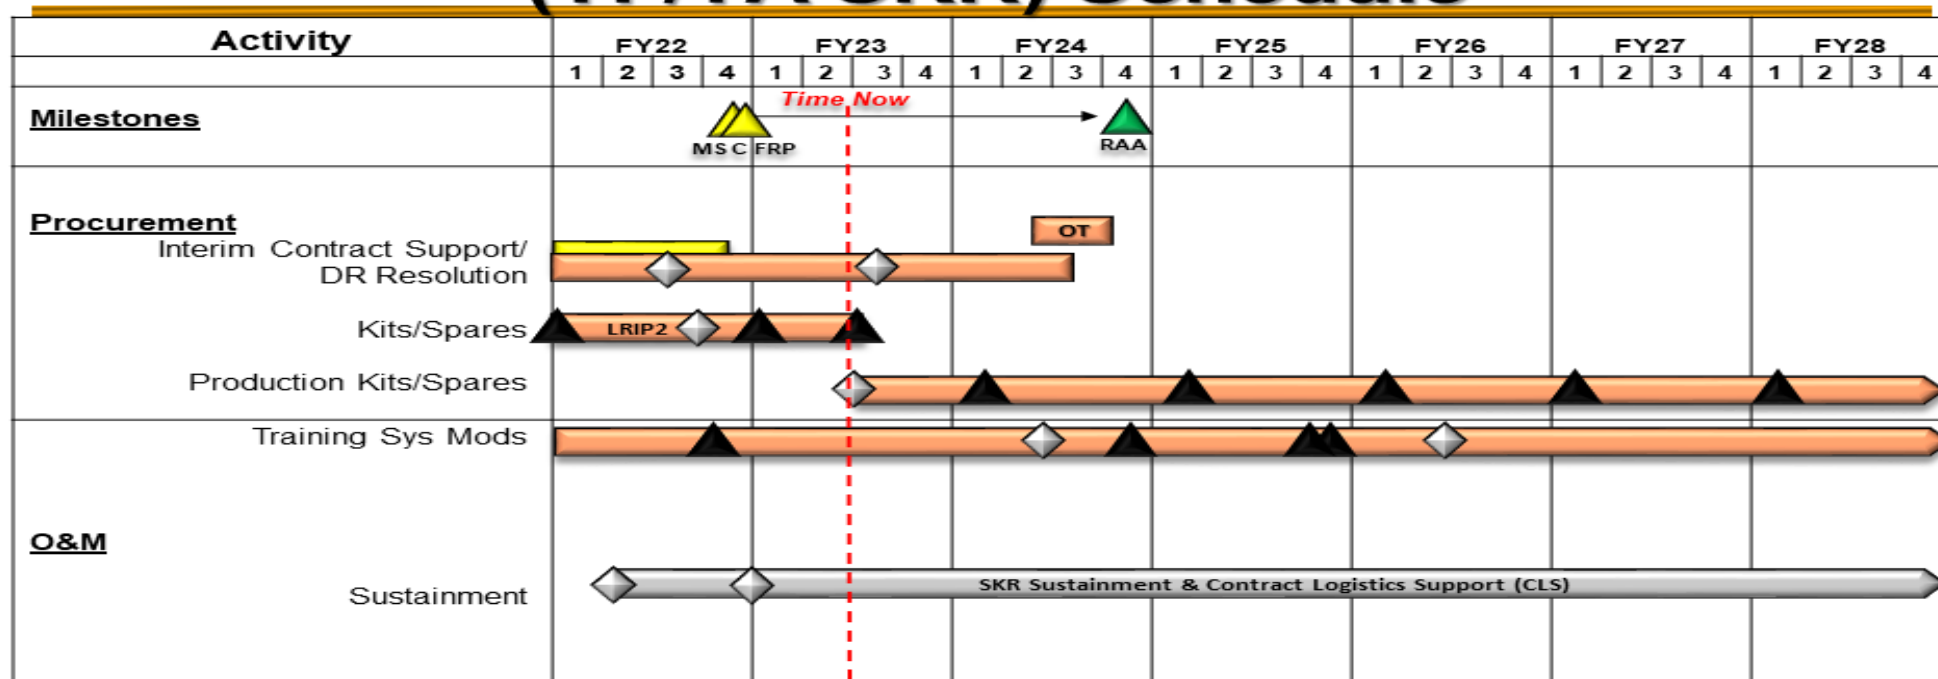 Schedule
Activity FY22 FY23 FY24 FY25 FY26 FY27 FY28
1 2 3 4 1 2 3 4 1 2 3 4 1 2 3 4 1 2 3 4 1 2 3 4 1 2 3 4
Time Now
Milestones
MS C FRP RAA
Procurement
OT
Interim Contract Support/
DR Resolution
Kits/Spares LRIP2
Production Kits/Spares
Training Sys Mods
O&M
SKR Sustainment & Contract Logistics Support (CLS)
Sustainment